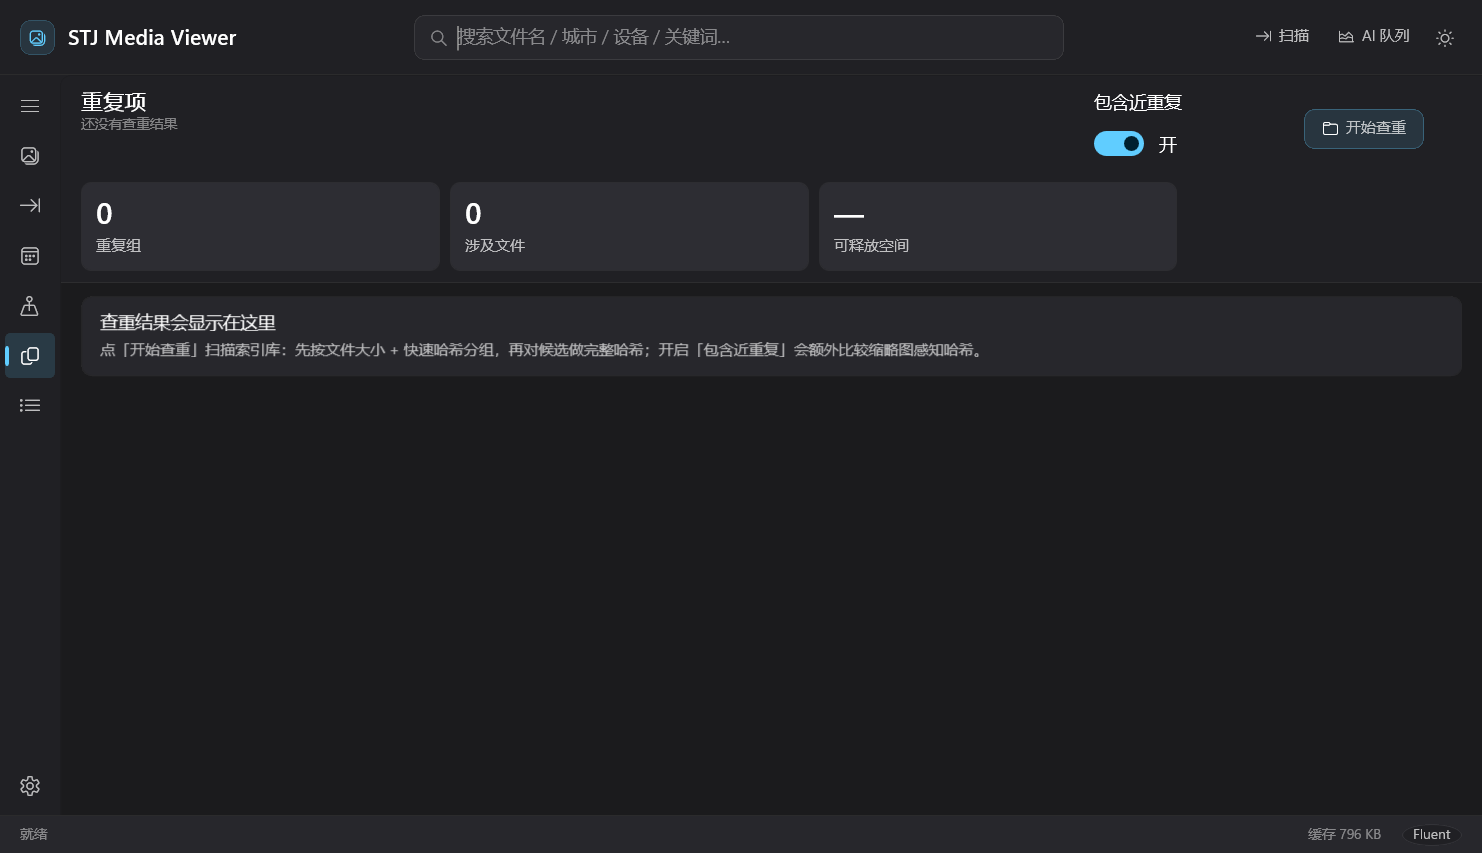 STJ Media Viewer
搜索文件名 / 城市 / 设备 / 关键词...
扫描
AI 队列
重复项
还没有查重结果
包含近重复
开
开始查重
0
重复组
0
涉及文件
—
可释放空间
查重结果会显示在这里
点「开始查重」扫描索引库：先按文件大小 + 快速哈希分组，再对候选做完整哈希；开启「包含近重复」会额外比较缩略图感知哈希。
就绪
缓存 796 KB
Fluent